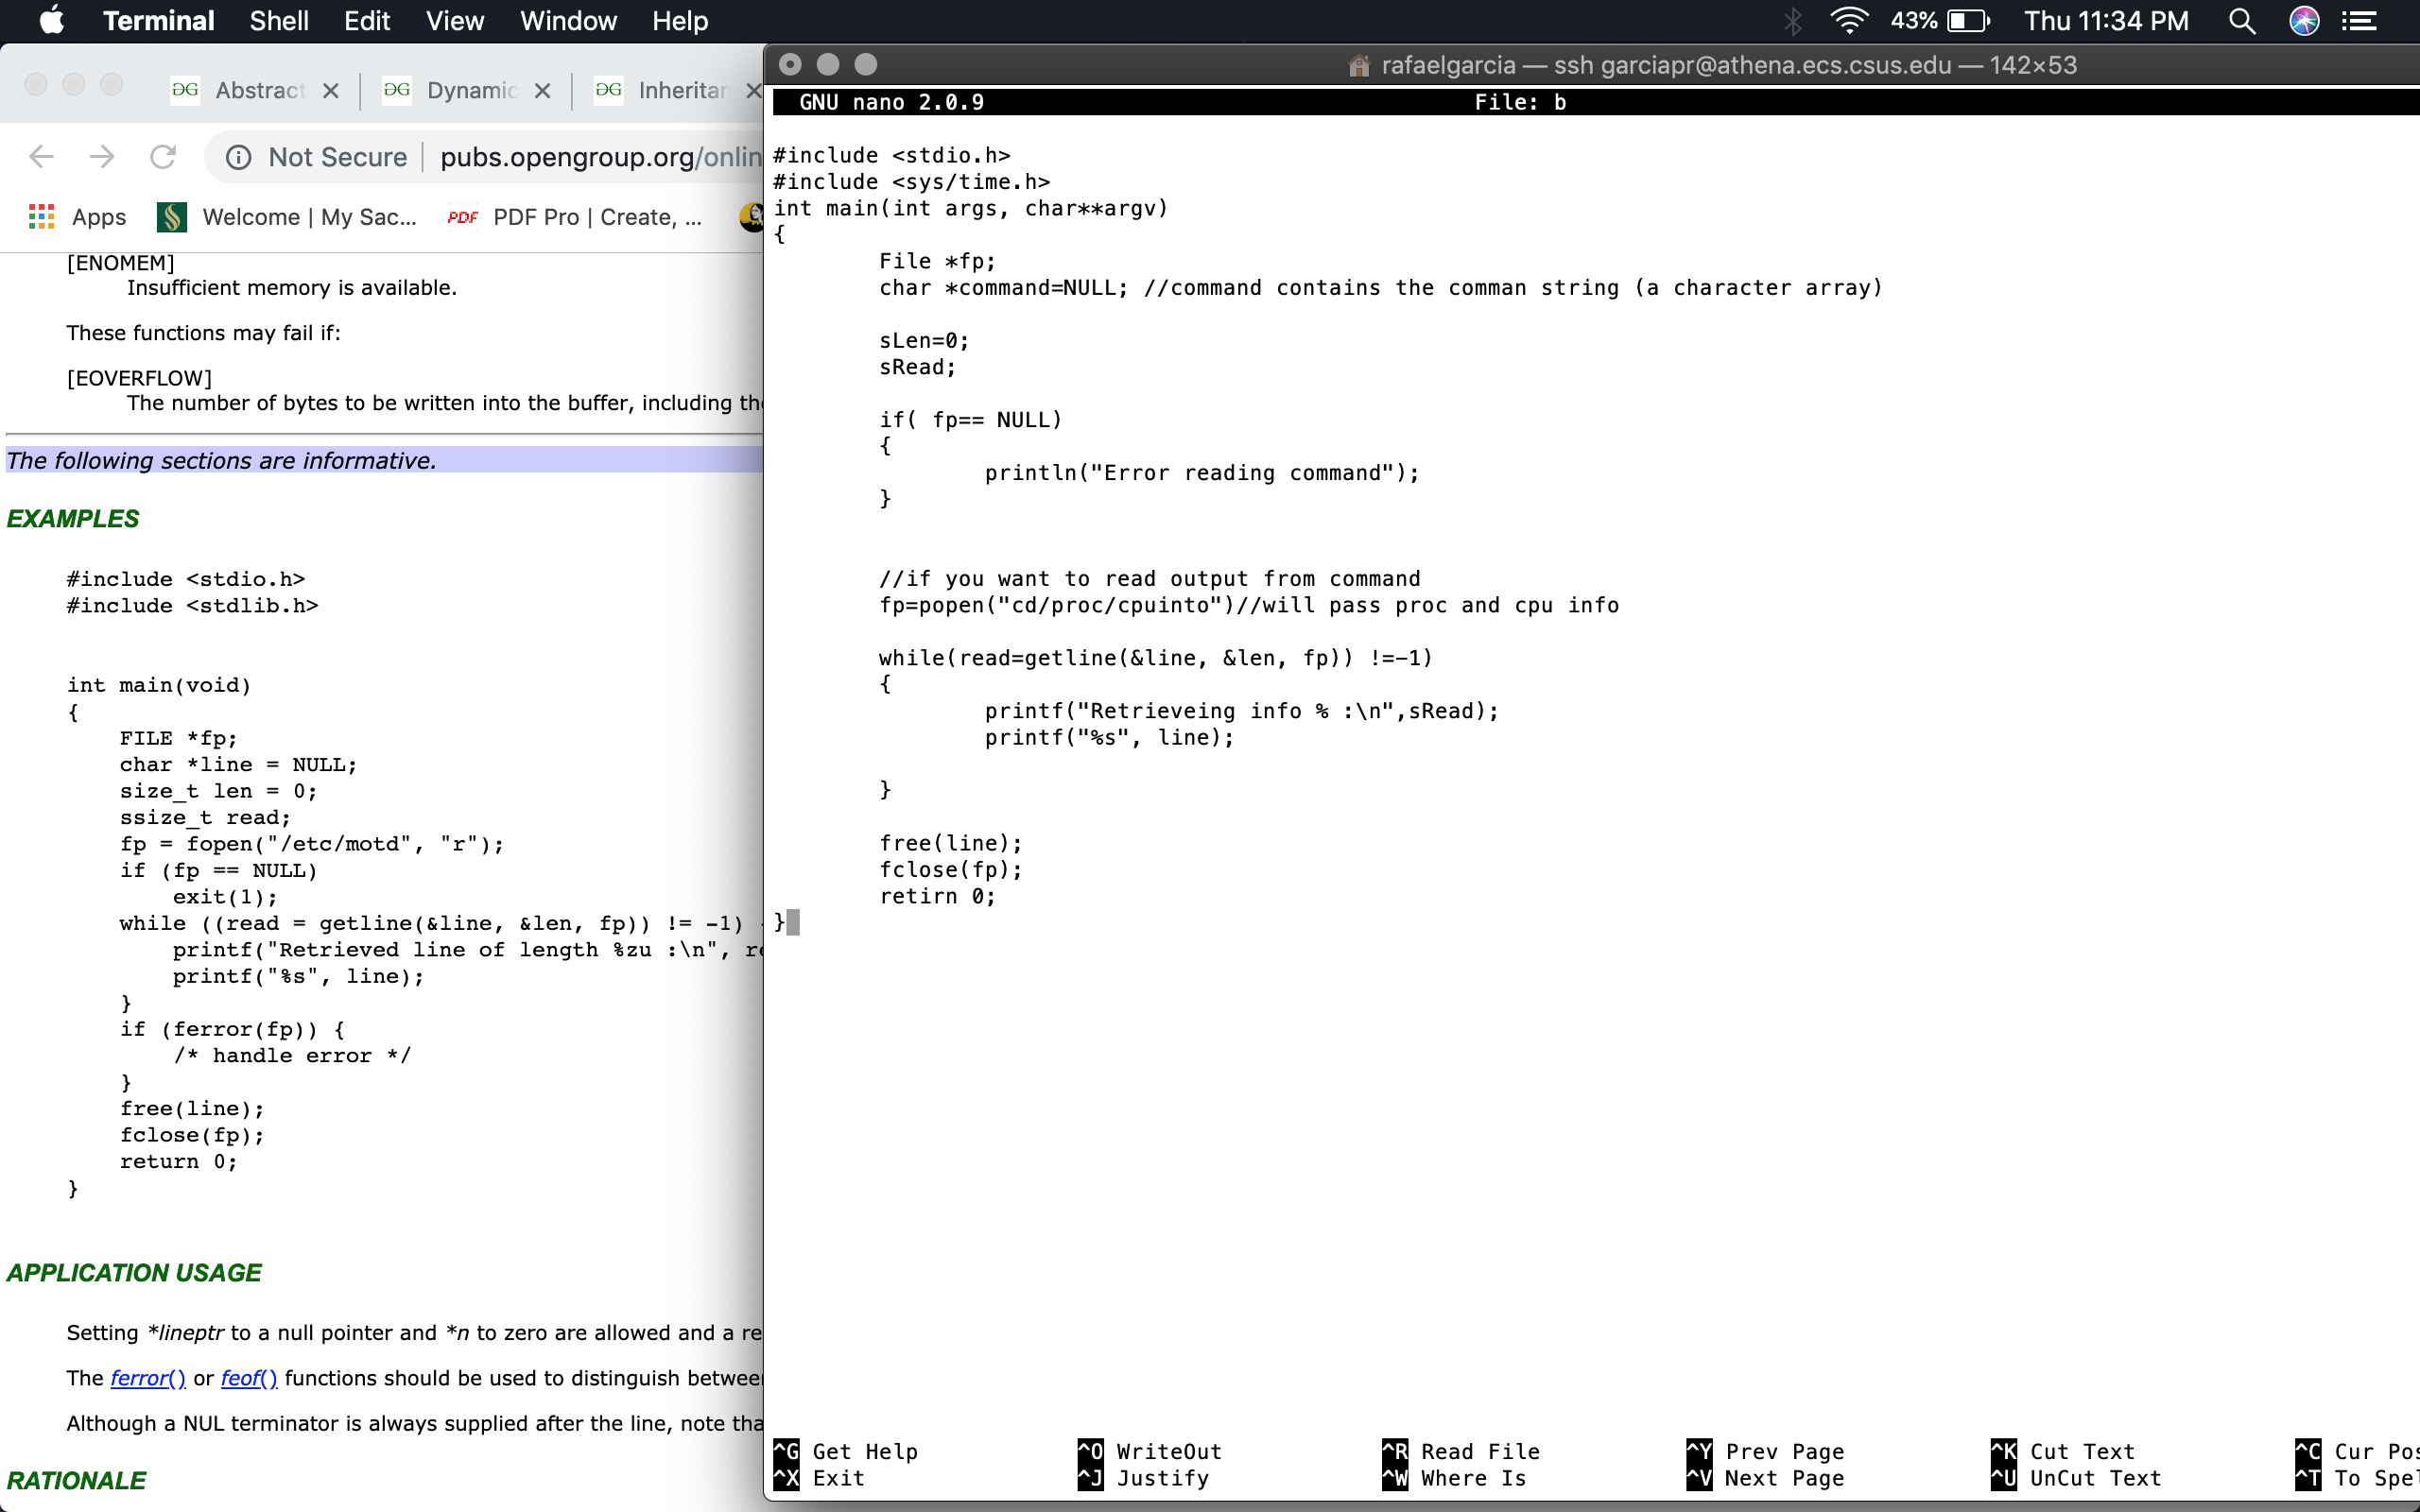 Terminal Shell Edit View Window Help 43% Thu 11:34 PM
Abstract Dynamic Inheritan
Not Secure pubs.opengroup.org/onlin
Apps Welcome | My Sac... PDF PDF Pro | Create, ...
[ENOMEM]
Insufficient memory is available.
These functions may fail if:
[EOVERFLOW]
The number of bytes to be written into the buffer, including the
The following sections are informative.
EXAMPLES
#include <stdio.h>
#include <stdlib.h>
int main(void)
{
FILE *fp;
char *line = NULL;
size_t len = 0;
ssize_t read;
fp = fopen("/etc/motd", "r");
if (fp == NULL)
exit(1);
while ((read = getline(&line, &len, fp)) != -1)
printf("Retrieved line of length %zu :\n", re
printf("%s", line);
}
if (ferror(fp)) {
/* handle error */
}
free(line);
fclose(fp);
return 0;
}
APPLICATION USAGE
Setting *lineptr to a null pointer and *n to zero are allowed and a re
The ferror() or feof() functions should be used to distinguish betwee
Although a NUL terminator is always supplied after the line, note tha
RATIONALE
rafaelgarcia — ssh garciapr@athena.ecs.csus.edu — 142×53
GNU nano 2.0.9 File: b
#include <stdio.h>
#include <sys/time.h>
int main(int args, char**argv)
{
File *fp;
char *command=NULL; //command contains the comman string (a character array)
sLen=0;
sRead;
if( fp== NULL)
{
println("Error reading command");
}
//if you want to read output from command
fp=popen("cd/proc/cpuinto")//will pass proc and cpu info
while(read=getline(&line, &len, fp)) !=-1)
{
printf("Retrieveing info % :\n",sRead);
printf("%s", line);
}
free(line);
fclose(fp);
retirn 0;
}
^G Get Help ^O WriteOut ^R Read File ^Y Prev Page ^K Cut Text ^C Cur Pos
^X Exit ^J Justify ^W Where Is ^V Next Page ^U UnCut Text ^T To Spel